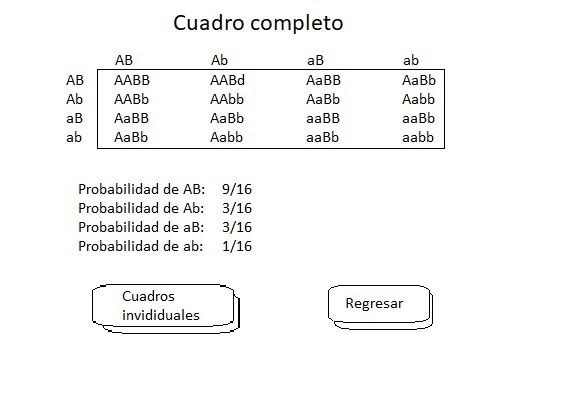 Cuadro completo
AB Ab aB ab
AB AABB AABd AaBB AaBb
Ab AABb AAbb AaBb Aabb
aB AaBB AaBb aaBB aaBb
ab AaBb Aabb aaBb aabb
Probabilidad de AB: 9/16
Probabilidad de Ab: 3/16
Probabilidad de aB: 3/16
Probabilidad de ab: 1/16
Cuadros
invididuales
Regresar